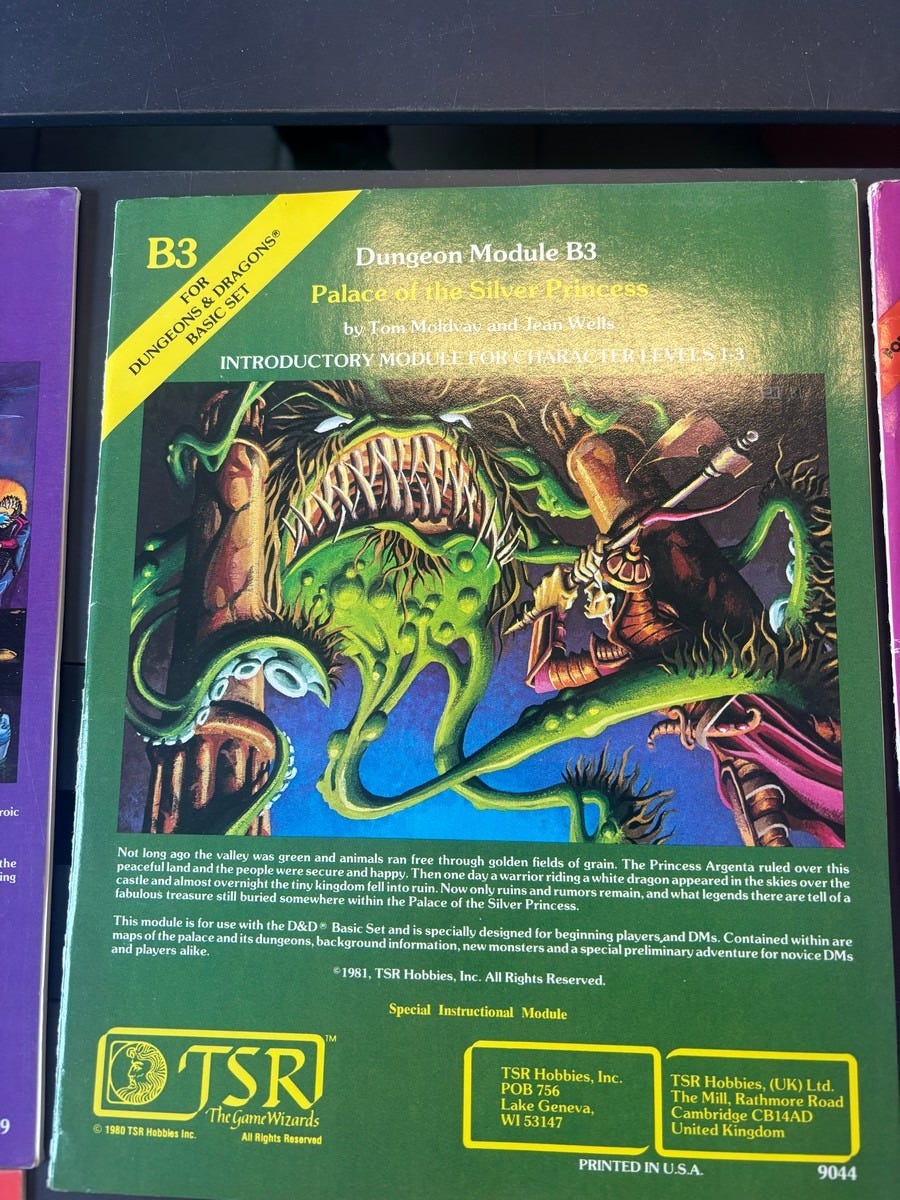 B3
FOR
DUNGEONS & DRAGONS®
BASIC SET
Dungeon Module B3
Palace of the Silver Princess
by Tom Moldvay and Jean Wells
INTRODUCTORY MODULE FOR CHARACTER LEVELS 1-3
Not long ago the valley was green and animals ran free through golden fields of grain. The Princess Argenta ruled over this
peaceful land and the people were secure and happy. Then one day a warrior riding a white dragon appeared in the skies over the
castle and almost overnight the tiny kingdom fell into ruin. Now only ruins and rumors remain, and what legends there are tell of a
fabulous treasure still buried somewhere within the Palace of the Silver Princess.
This module is for use with the D&D® Basic Set and is specially designed for beginning players and DMs. Contained within are
maps of the palace and its dungeons, background information, new monsters and a special preliminary adventure for novice DMs
and players alike.
©1981, TSR Hobbies, Inc. All Rights Reserved.
Special Instructional Module
TSR™
The Game Wizards
© 1980 TSR Hobbies Inc.
All Rights Reserved
TSR Hobbies, Inc.
POB 756
Lake Geneva,
WI 53147
TSR Hobbies, (UK) Ltd.
The Mill, Rathmore Road
Cambridge CB14AD
United Kingdom
PRINTED IN U.S.A.
9044
roic
the
ing
9